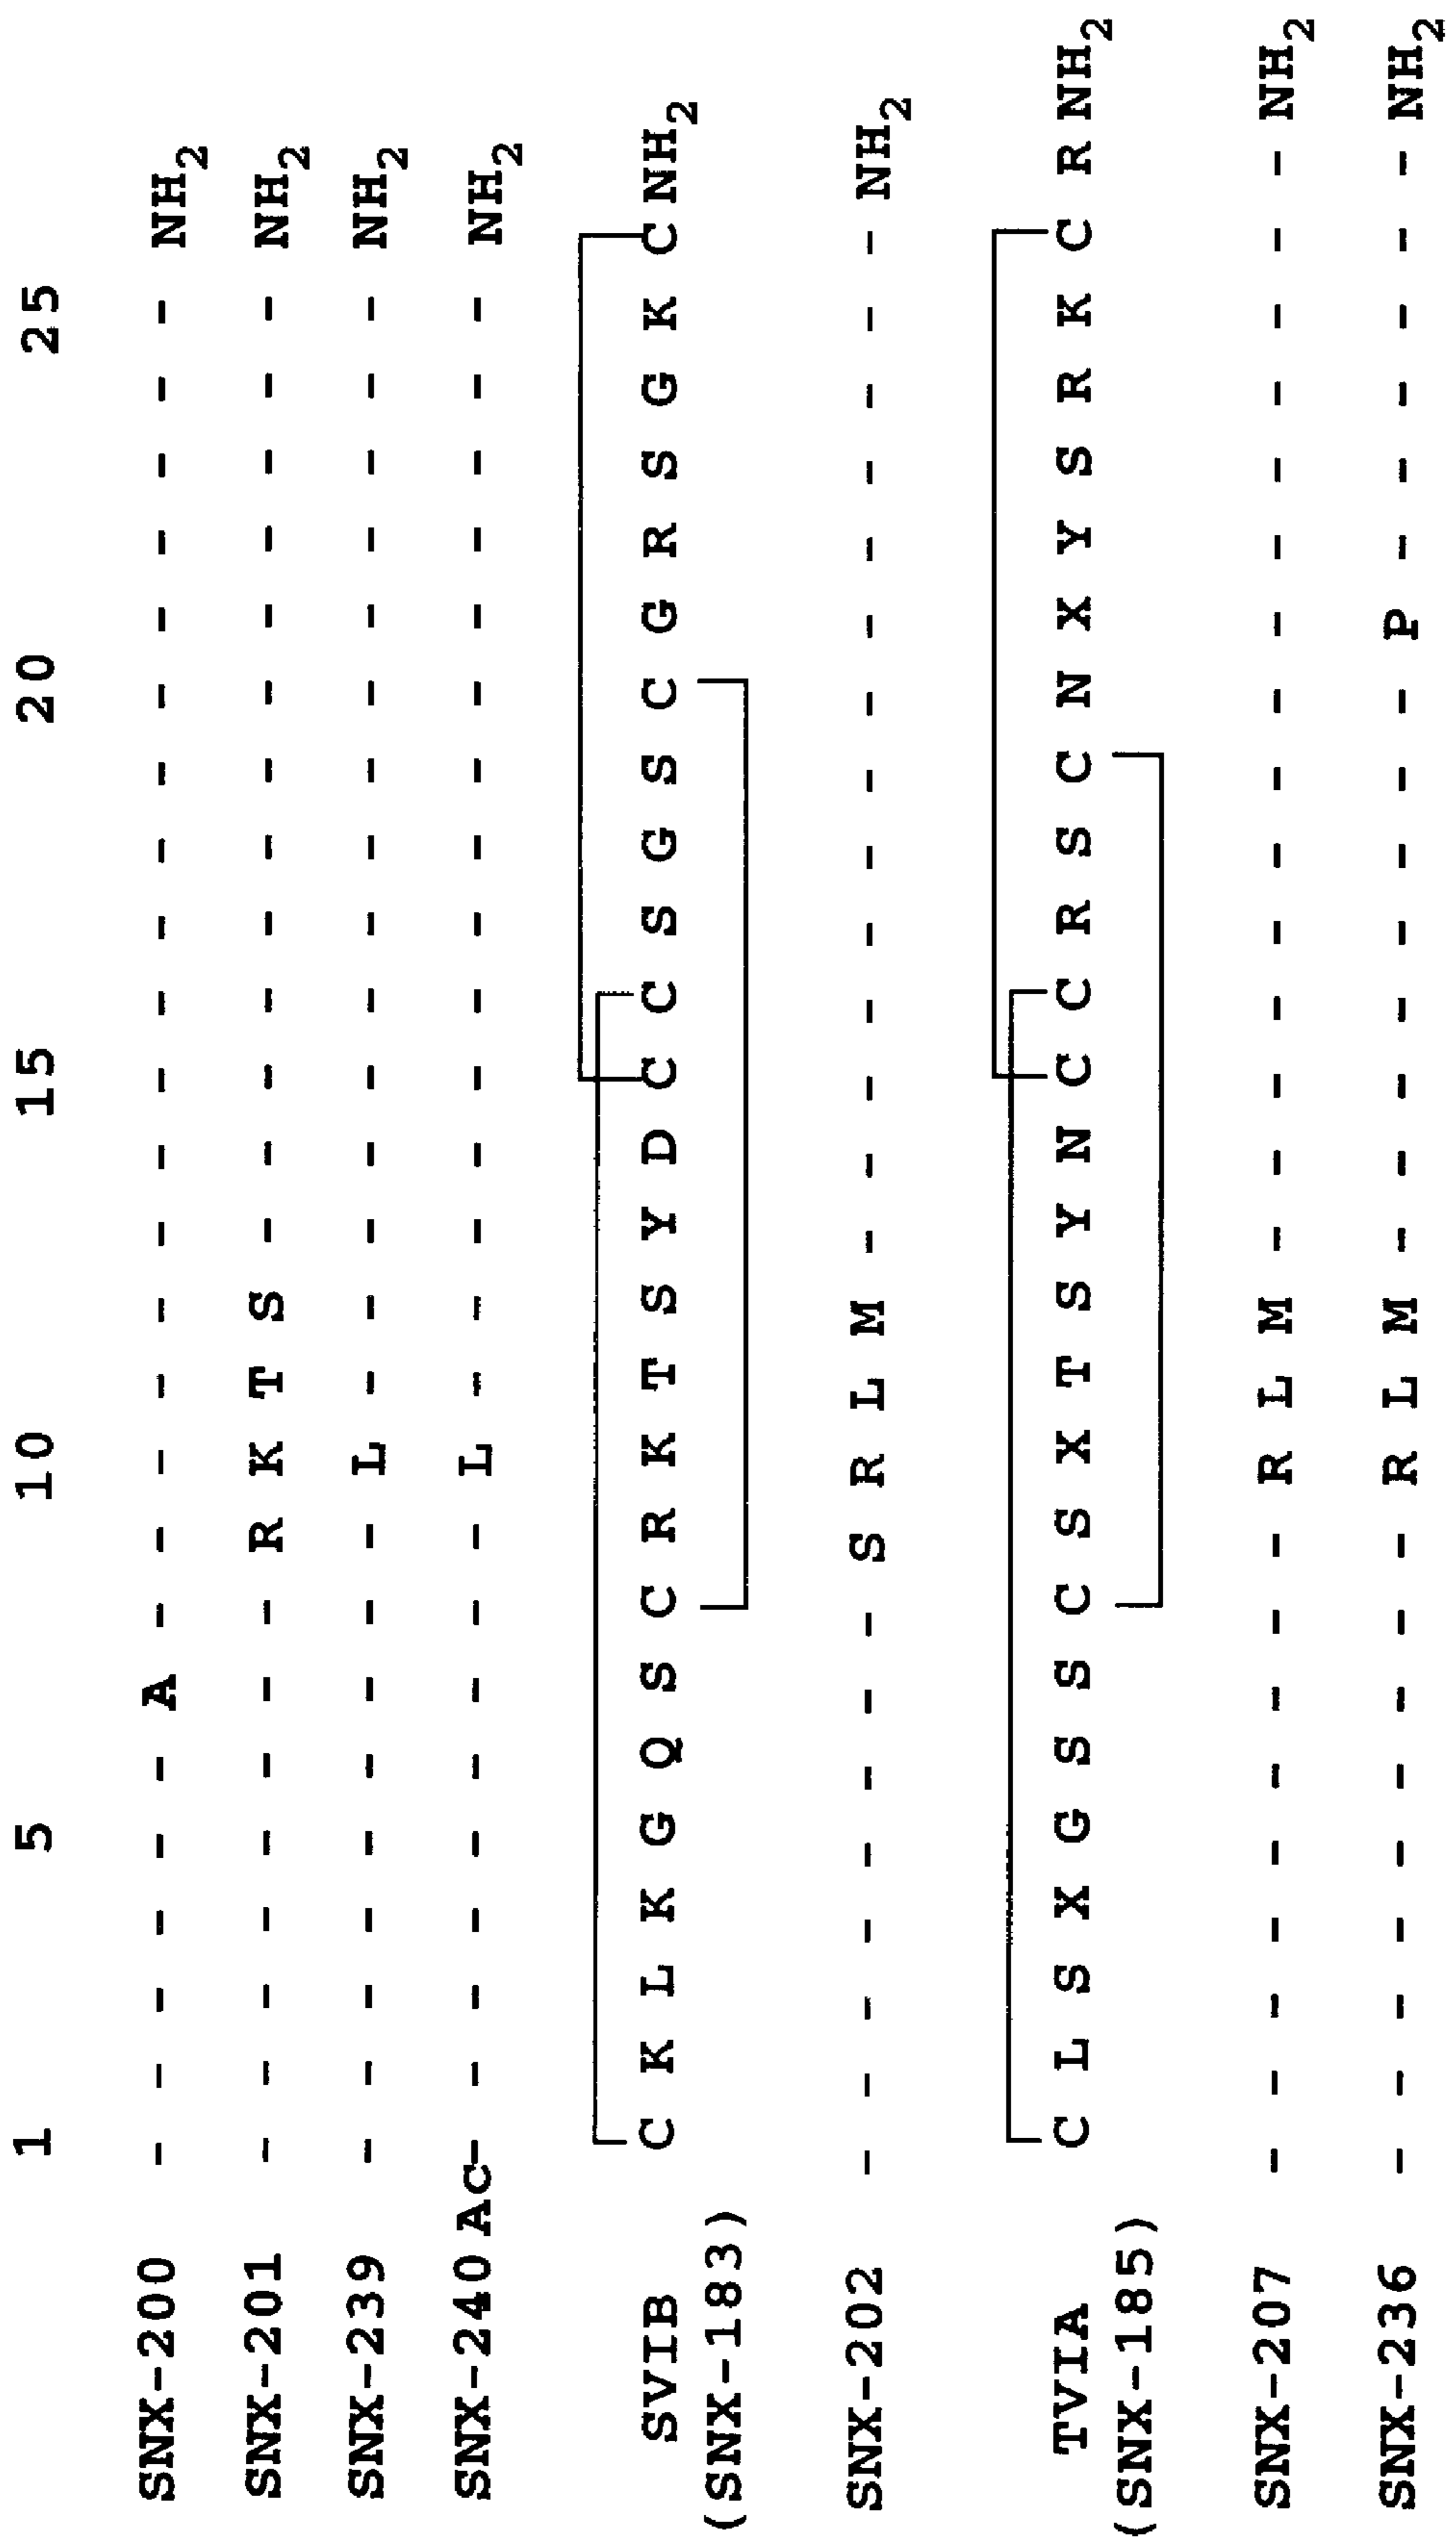 1 5 10 15 20 25
SNX-200 - - - - - - A - - - - - - - - - - - - - - - - - - NH₂
SNX-201 - - - - - - - - R K T S - - - - - - - - - - - - - NH₂
SNX-239 - - - - - - - - - L - - - - - - - - - - - - - - - NH₂
SNX-240 Ac- - - - - - - - - L - - - - - - - - - - - - - - - NH₂
SVIB C K L K G Q S C R K T S Y D C C S G S C G R S G K C NH₂
(SNX-183)
SNX-202 - - - - - - - - S R L M - - - - - - - - - - - - - - NH₂
TVIA C L S X G S S C S X T S Y N C C R S C N X Y S R K C R NH₂
(SNX-185)
SNX-207 - - - - - - - - - R L M - - - - - - - - - - - - - - - NH₂
SNX-236 - - - - - - - - - R L M - - - - - - - - P - - - - - - NH₂